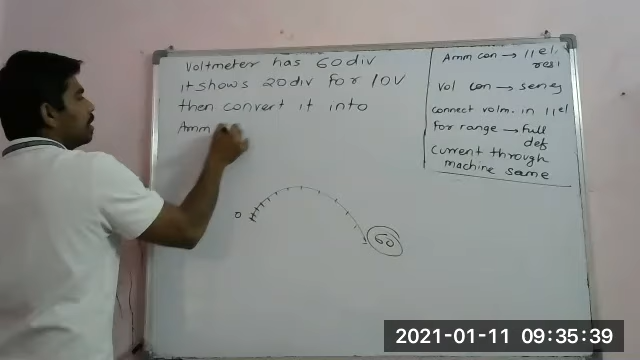 Voltmeter has 60div
it shows 20div for 10V
then convert it into
Amm
Amm con → 11el,
resi
Vol con → series
connect volm. in 11el
For range → Full
def
current through
machine same
0
60
2021-01-11 09:35:39